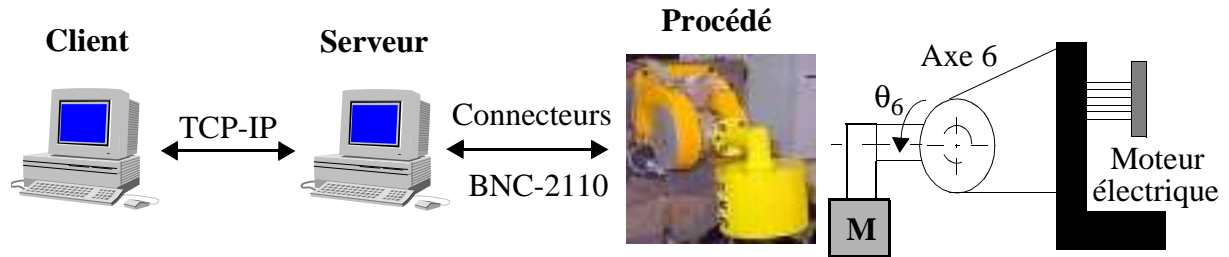 Client
Serveur
Procédé
TCP-IP
Connecteurs
BNC-2110
Axe 6
θ6
M
Moteur
électrique